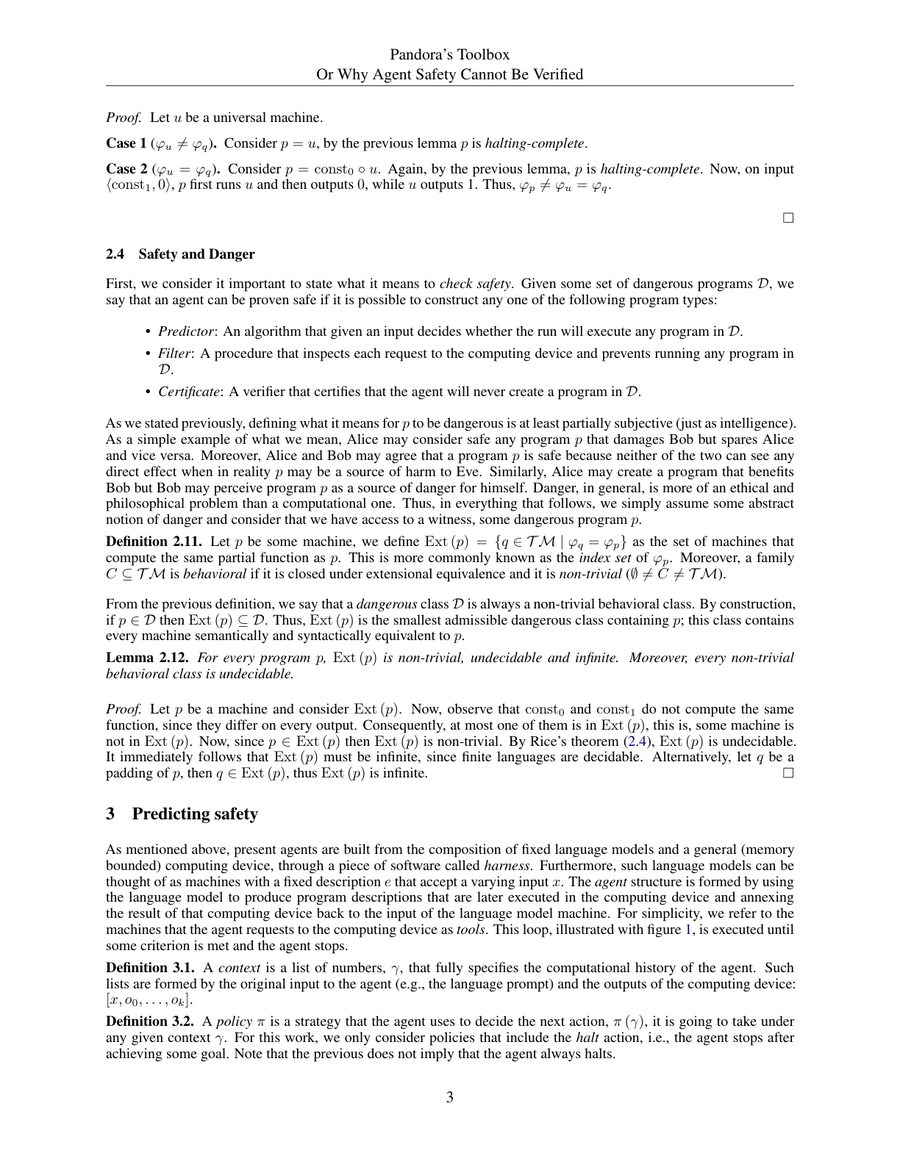 Pandora's Toolbox
Or Why Agent Safety Cannot Be Verified
Proof. Let u be a universal machine.
Case 1 (φu ≠ φq). Consider p = u, by the previous lemma p is halting-complete.
Case 2 (φu = φq). Consider p = const0 ∘ u. Again, by the previous lemma, p is halting-complete. Now, on input
⟨const1, 0⟩, p first runs u and then outputs 0, while u outputs 1. Thus, φp ≠ φu = φq.
□
2.4 Safety and Danger
First, we consider it important to state what it means to check safety. Given some set of dangerous programs 𝒟, we
say that an agent can be proven safe if it is possible to construct any one of the following program types:
• Predictor: An algorithm that given an input decides whether the run will execute any program in 𝒟.
• Filter: A procedure that inspects each request to the computing device and prevents running any program in
𝒟.
• Certificate: A verifier that certifies that the agent will never create a program in 𝒟.
As we stated previously, defining what it means for p to be dangerous is at least partially subjective (just as intelligence).
As a simple example of what we mean, Alice may consider safe any program p that damages Bob but spares Alice
and vice versa. Moreover, Alice and Bob may agree that a program p is safe because neither of the two can see any
direct effect when in reality p may be a source of harm to Eve. Similarly, Alice may create a program that benefits
Bob but Bob may perceive program p as a source of danger for himself. Danger, in general, is more of an ethical and
philosophical problem than a computational one. Thus, in everything that follows, we simply assume some abstract
notion of danger and consider that we have access to a witness, some dangerous program p.
Definition 2.11. Let p be some machine, we define Ext (p) = {q ∈ 𝒯ℳ | φq = φp} as the set of machines that
compute the same partial function as p. This is more commonly known as the index set of φp. Moreover, a family
C ⊆ 𝒯ℳ is behavioral if it is closed under extensional equivalence and it is non-trivial (∅ ≠ C ≠ 𝒯ℳ).
From the previous definition, we say that a dangerous class 𝒟 is always a non-trivial behavioral class. By construction,
if p ∈ 𝒟 then Ext (p) ⊆ 𝒟. Thus, Ext (p) is the smallest admissible dangerous class containing p; this class contains
every machine semantically and syntactically equivalent to p.
Lemma 2.12. For every program p, Ext (p) is non-trivial, undecidable and infinite. Moreover, every non-trivial
behavioral class is undecidable.
Proof. Let p be a machine and consider Ext (p). Now, observe that const0 and const1 do not compute the same
function, since they differ on every output. Consequently, at most one of them is in Ext (p), this is, some machine is
not in Ext (p). Now, since p ∈ Ext (p) then Ext (p) is non-trivial. By Rice's theorem (2.4), Ext (p) is undecidable.
It immediately follows that Ext (p) must be infinite, since finite languages are decidable. Alternatively, let q be a
padding of p, then q ∈ Ext (p), thus Ext (p) is infinite. □
3 Predicting safety
As mentioned above, present agents are built from the composition of fixed language models and a general (memory
bounded) computing device, through a piece of software called harness. Furthermore, such language models can be
thought of as machines with a fixed description e that accept a varying input x. The agent structure is formed by using
the language model to produce program descriptions that are later executed in the computing device and annexing
the result of that computing device back to the input of the language model machine. For simplicity, we refer to the
machines that the agent requests to the computing device as tools. This loop, illustrated with figure 1, is executed until
some criterion is met and the agent stops.
Definition 3.1. A context is a list of numbers, γ, that fully specifies the computational history of the agent. Such
lists are formed by the original input to the agent (e.g., the language prompt) and the outputs of the computing device:
[x, o0, . . . , ok].
Definition 3.2. A policy π is a strategy that the agent uses to decide the next action, π (γ), it is going to take under
any given context γ. For this work, we only consider policies that include the halt action, i.e., the agent stops after
achieving some goal. Note that the previous does not imply that the agent always halts.
3